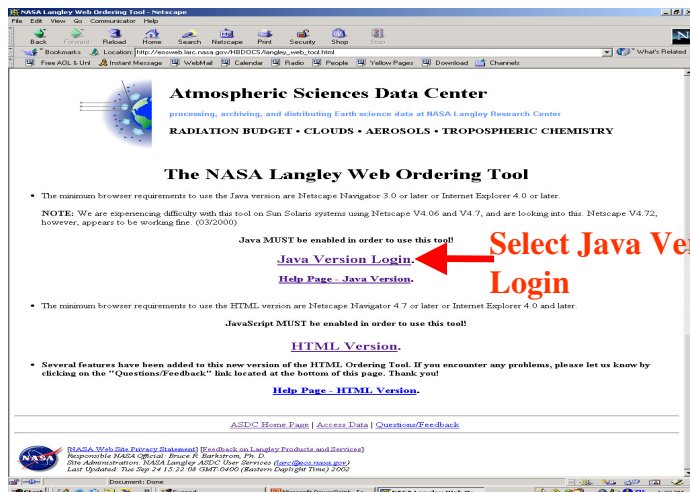 NASA Langley Web Ordering Tool - Netscape
File Edit View Go Communicator Help
Back Forward Reload Home Search Netscape Print Security Shop Stop
Bookmarks Location: http://eosweb.larc.nasa.gov/HBDOCS/langley_web_tool.html What's Related
Free AOL & Unl Instant Message WebMail Calendar Radio People Yellow Pages Download Channels
Atmospheric Sciences Data Center
processing, archiving, and distributing Earth science data at NASA Langley Research Center
RADIATION BUDGET • CLOUDS • AEROSOLS • TROPOSPHERIC CHEMISTRY
The NASA Langley Web Ordering Tool
• The minimum browser requirements to use the Java version are Netscape Navigator 3.0 or later or Internet Explorer 4.0 or later.
NOTE: We are experiencing difficulty with this tool on Sun Solaris systems using Netscape V4.06 and V4.7, and are looking into this. Netscape V4.72,
however, appears to be working fine. (03/2000)
Java MUST be enabled in order to use this tool!
Java Version Login.
Select Java Ve
Login
Help Page - Java Version.
• The minimum browser requirements to use the HTML version are Netscape Navigator 4.7 or later or Internet Explorer 4.0 and later.
JavaScript MUST be enabled in order to use this tool!
HTML Version.
• Several features have been added to this new version of the HTML Ordering Tool. If you encounter any problems, please let us know by
clicking on the "Questions/Feedback" link located at the bottom of this page. Thank you!
Help Page - HTML Version.
ASDC Home Page | Access Data | Questions/Feedback
NASA
[NASA Web Site Privacy Statement] [Feedback on Langley Products and Services]
Responsible NASA Official: Bruce R. Barkstrom, Ph. D.
Site Administration: NASA Langley ASDC User Services (larc@eos.nasa.gov)
Last Updated: Tue Sep 24 15:22:08 GMT-0400 (Eastern Daylight Time) 2002
Document: Done